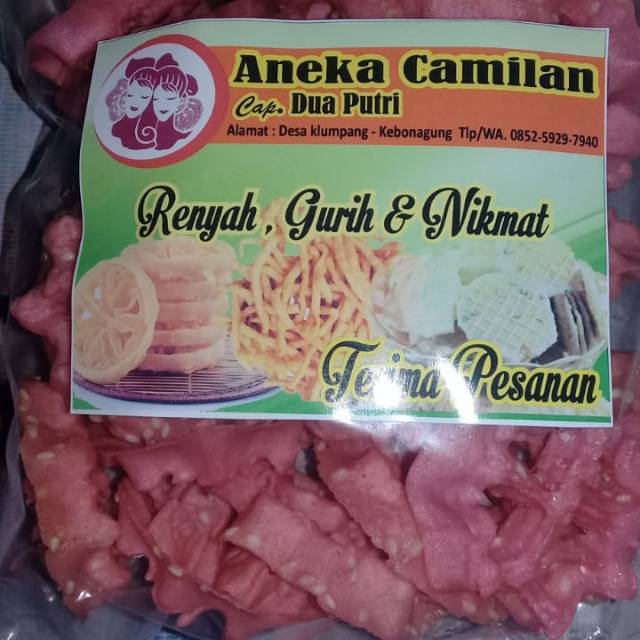 Aneka Camilan
Cap. Dua Putri
Alamat : Desa klumpang - Kebonagung Tlp/WA. 0852-5929-7940
Renyah, Gurih & Nikmat
Terima Pesanan